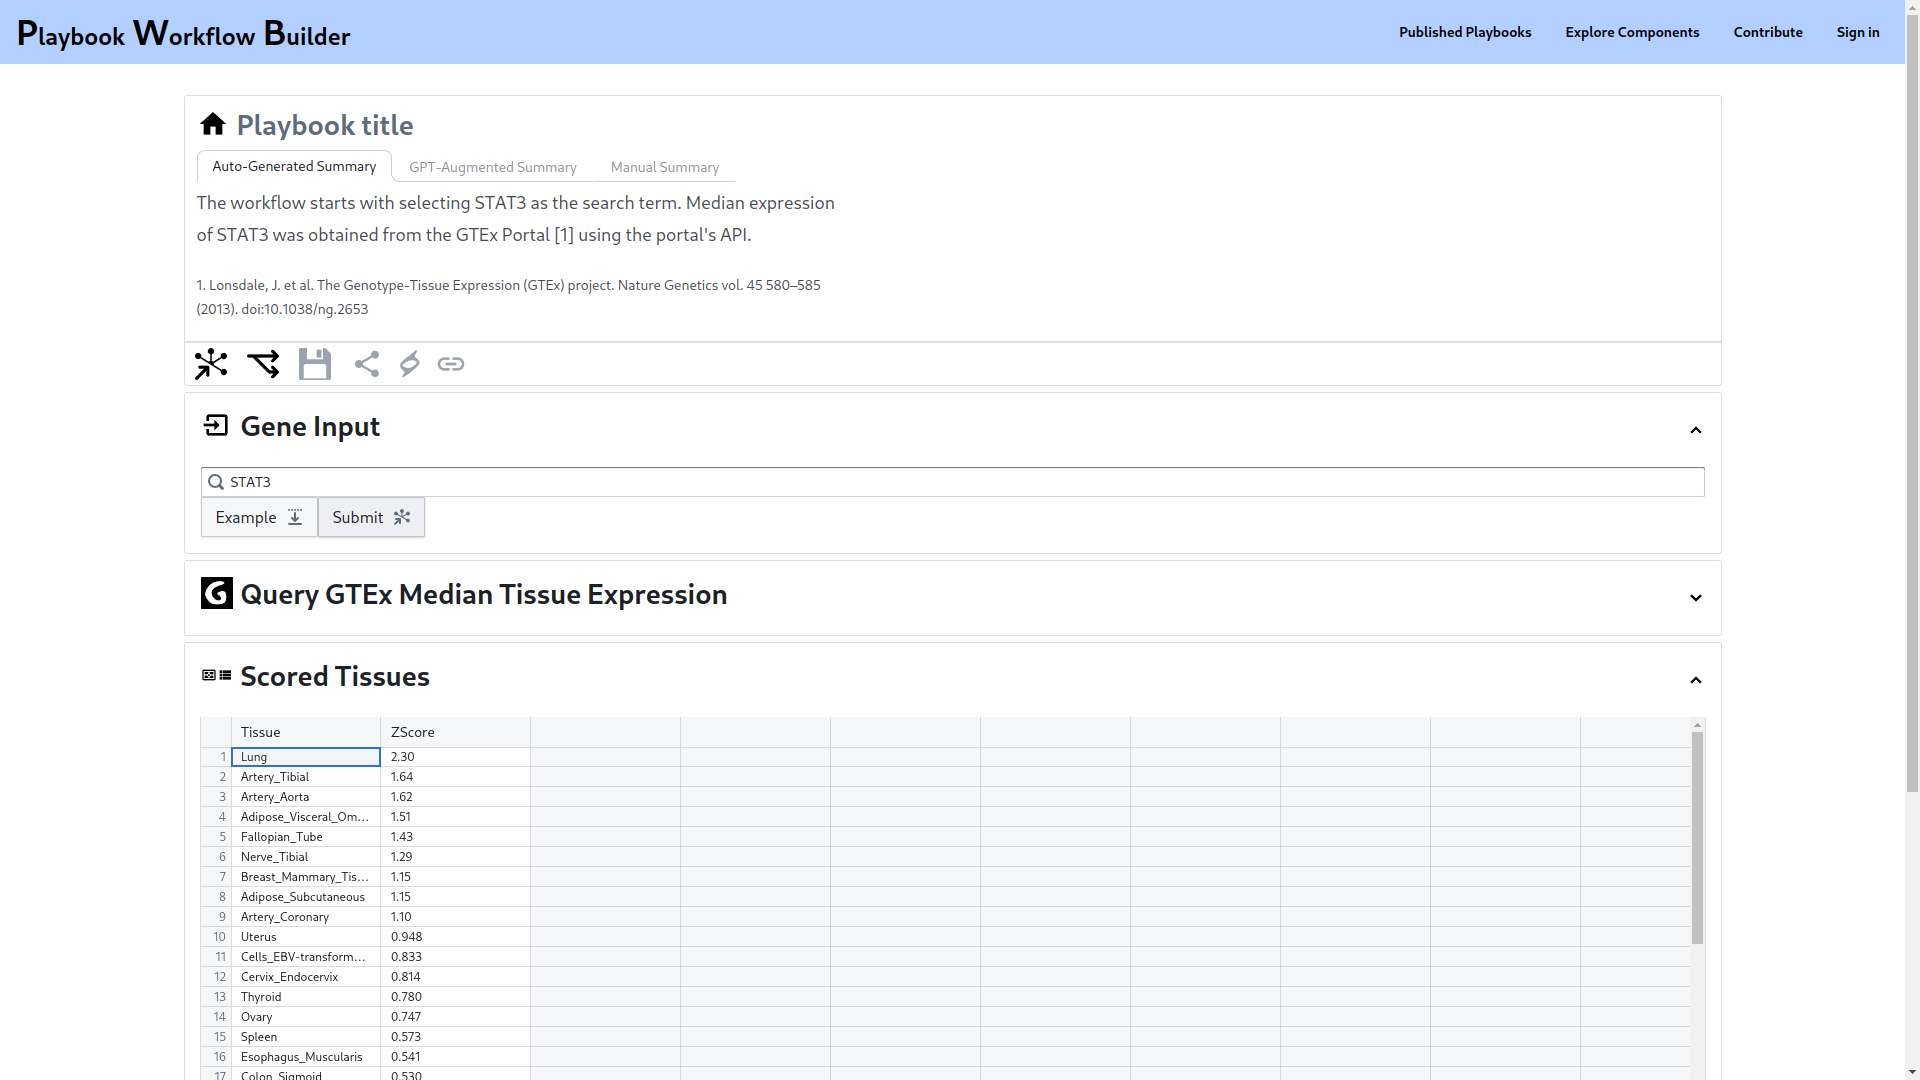 Playbook Workflow Builder
Published Playbooks
Explore Components
Contribute
Sign in
Playbook title
Auto-Generated Summary
GPT-Augmented Summary
Manual Summary
The workflow starts with selecting STAT3 as the search term. Median expression
of STAT3 was obtained from the GTEx Portal [1] using the portal's API.
1. Lonsdale, J. et al. The Genotype-Tissue Expression (GTEx) project. Nature Genetics vol. 45 580–585
(2013). doi:10.1038/ng.2653
Gene Input
STAT3
Example
Submit
Query GTEx Median Tissue Expression
Scored Tissues
Tissue ZScore
1 Lung 2.30
2 Artery_Tibial 1.64
3 Artery_Aorta 1.62
4 Adipose_Visceral_Om... 1.51
5 Fallopian_Tube 1.43
6 Nerve_Tibial 1.29
7 Breast_Mammary_Tis... 1.15
8 Adipose_Subcutaneous 1.15
9 Artery_Coronary 1.10
10 Uterus 0.948
11 Cells_EBV-transform... 0.833
12 Cervix_Endocervix 0.814
13 Thyroid 0.780
14 Ovary 0.747
15 Spleen 0.573
16 Esophagus_Muscularis 0.541
17 Colon_Sigmoid 0.530